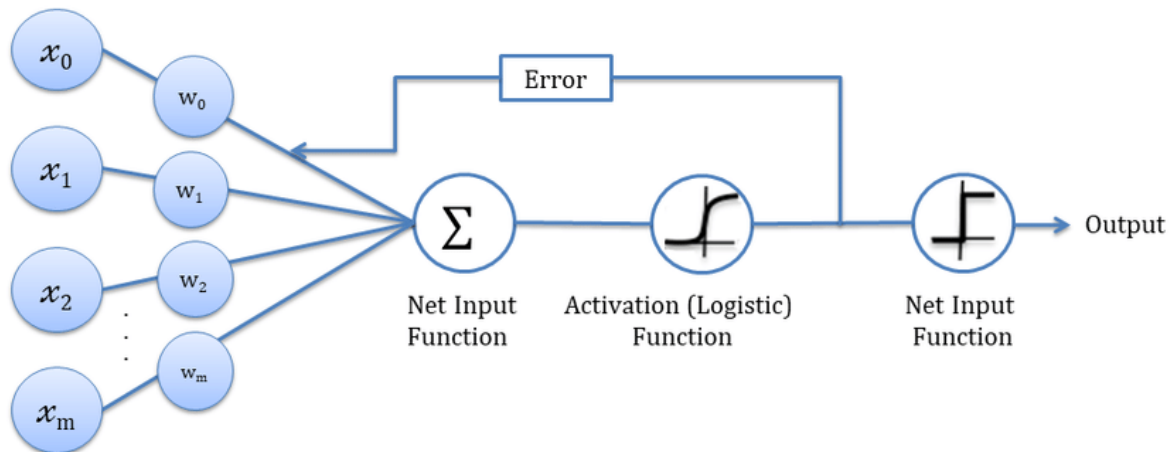 x₀
w₀
Error
x₁
w₁
Σ
Output
x₂
w₂
Net Input
Function
Activation (Logistic)
Function
Net Input
Function
xₘ
wₘ